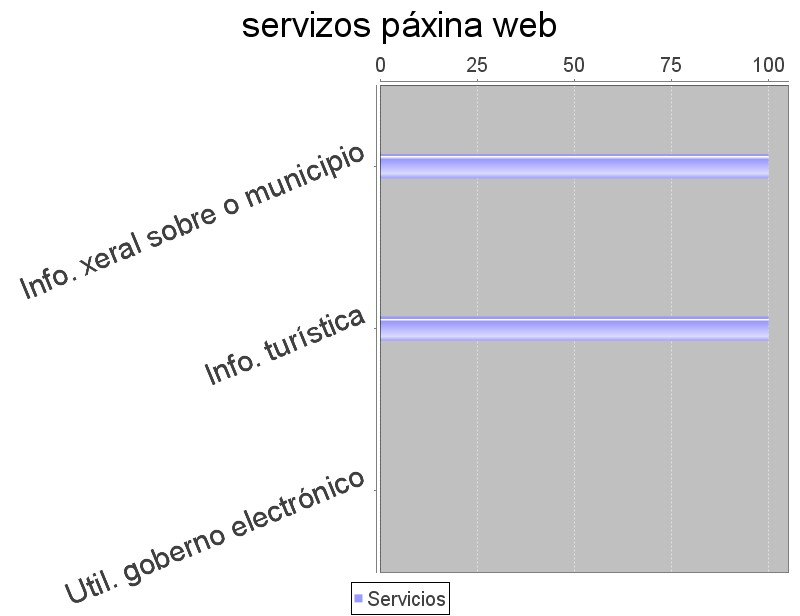 servizos páxina web
0 25 50 75 100
Info. xeral sobre o municipio
Info. turística
Util. goberno electrónico
Servicios